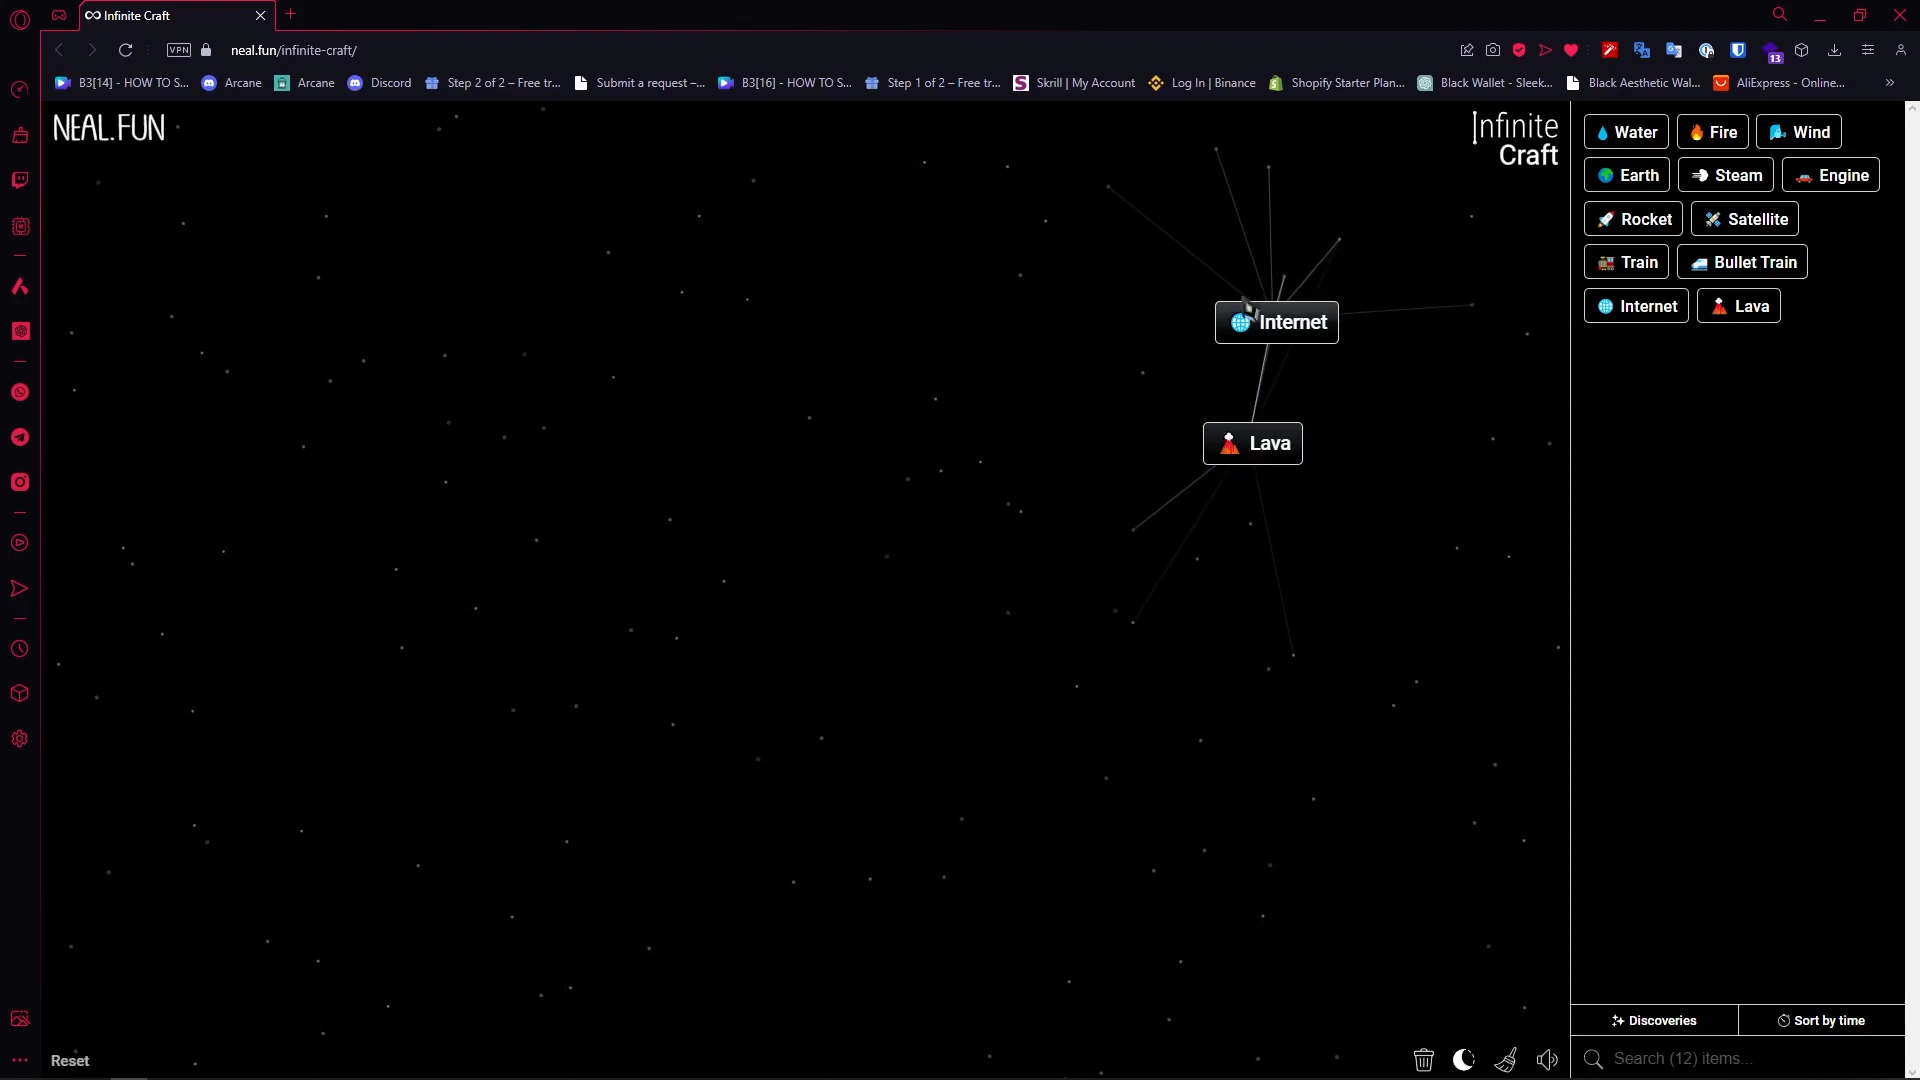 Infinite Craft
VPN
neal.fun/infinite-craft/
13
B3[14] - HOW TO S...
Arcane
Arcane
Discord
Step 2 of 2 – Free tr...
Submit a request –...
B3[16] - HOW TO S...
Step 1 of 2 – Free tr...
Skrill | My Account
Log In | Binance
Shopify Starter Plan...
Black Wallet - Sleek...
Black Aesthetic Wal...
AliExpress - Online...
NEAL.FUN
Infinite
Craft
Internet
Lava
Water
Fire
Wind
Earth
Steam
Engine
Rocket
Satellite
Train
Bullet Train
Internet
Lava
Discoveries
Sort by time
Reset
Search (12) items...